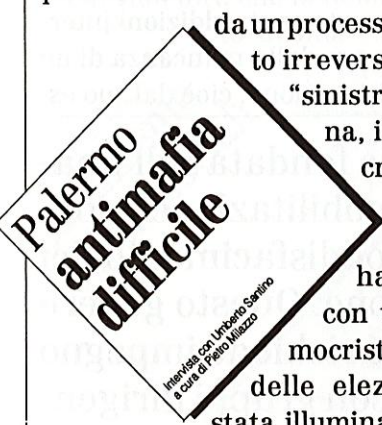 Palermo
antimafia
difficile
Intervista con Umberto Santino
a cura di Pietro Milazzo
da un process
to irrevers
"sinistr
na, i
cr
ha
con
mocrist
delle elez
stata illumina